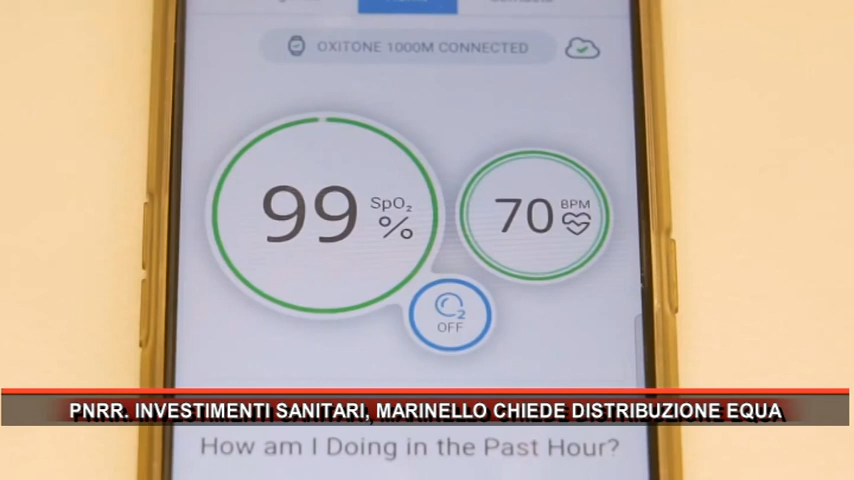 OXITONE 1000M CONNECTED
99 SpO₂ %
70 BPM
O₂
OFF
PNRR. INVESTIMENTI SANITARI, MARINELLO CHIEDE DISTRIBUZIONE EQUA
How am I Doing in the Past Hour?